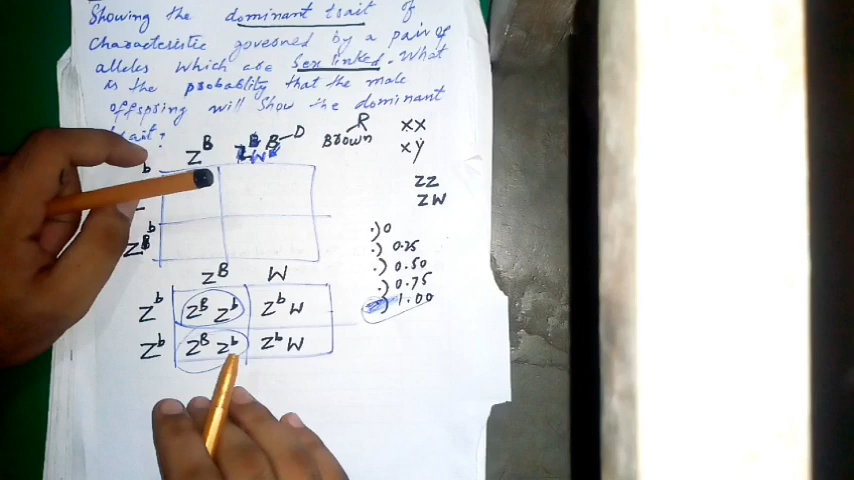 Showing the dominant trait of
characteristic governed by a pair of
alleles which are sex linked. What
is the probablity that the male
offspring will show the dominant
trait?
Z^B B D
R
Brown
XX
XY
ZZ
ZW
b
Z^B
.) 0
.) 0.25
.) 0.50
.) 0.75
) 1.00
Z^B W
Z^b Z^B Z^b Z^b W
Z^b Z^B Z^b Z^b W